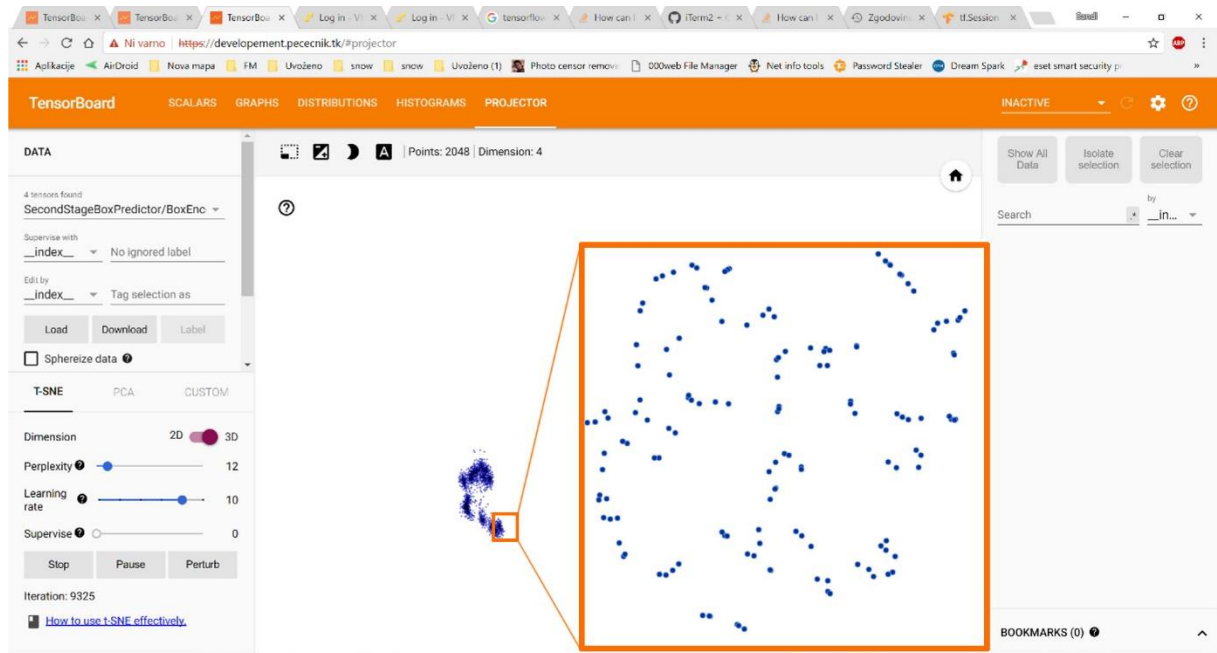 TensorBoa TensorBoa TensorBoa Log in - VI Log in - VI tensorflow How can I iTerm2 + How can I Zgodovina tf.Session
Ni varno https://developement.pececnik.tk/#projector
Aplikacije AirDroid Nova mapa FM Uvoženo snow snow Uvoženo (1) Photo censor remove 000web File Manager Net info tools Password Stealer Dream Spark eset smart security p »
TensorBoard SCALARS GRAPHS DISTRIBUTIONS HISTOGRAMS PROJECTOR INACTIVE
DATA
Points: 2048 Dimension: 4
Show All Data
Isolate selection
Clear selection
4 tensors found
SecondStageBoxPredictor/BoxEnc
Search
.*
by
__in...
Supervise with
__index__ No ignored label
Edit by
__index__ Tag selection as
Load Download Label
Sphereize data
T-SNE PCA CUSTOM
Dimension 2D 3D
Perplexity 12
Learning rate 10
Supervise 0
Stop Pause Perturb
Iteration: 9325
How to use t-SNE effectively.
BOOKMARKS (0)